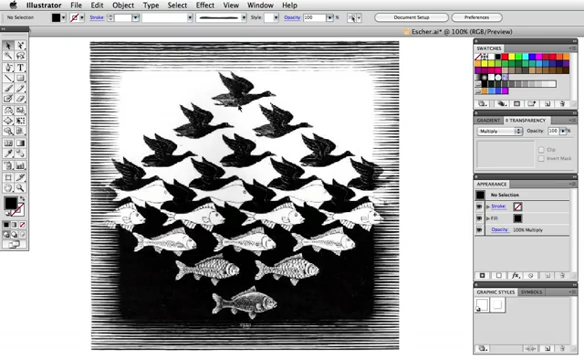 Illustrator File Edit Object Type Select Effect View Window Help
No Selection Stroke: Style: Opacity: 100 % Document Setup Preferences
Escher.ai* @ 100% (RGB/Preview)
SWATCHES
GRADIENT TRANSPARENCY
Multiply Opacity: 100 %
Clip
Invert Mask
APPEARANCE
No Selection
Stroke:
Fill:
Opacity: 100% Multiply
GRAPHIC STYLES SYMBOLS